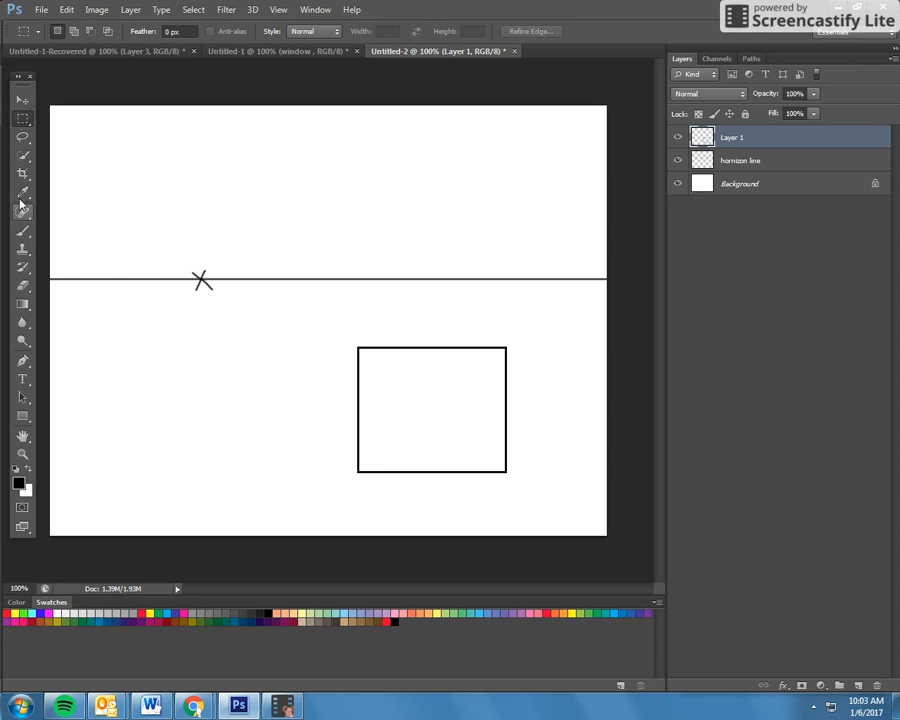 powered by
Screencastify Lite
Ps File Edit Image Layer Type Select Filter 3D View Window Help
Feather: 0 px Anti-alias Style: Normal Width: Height: Refine Edge...
Untitled-1-Recovered @ 100% (Layer 3, RGB/8) * × Untitled-1 @ 100% (window , RGB/8) * × Untitled-2 @ 100% (Layer 1, RGB/8) * ×
Layers Channels Paths
Kind
Normal Opacity: 100%
Lock: Fill: 100%
Layer 1
hornizon line
Background
T
100% Doc: 1.39M/1.93M
Color Swatches
fx
10:03 AM
1/6/2017